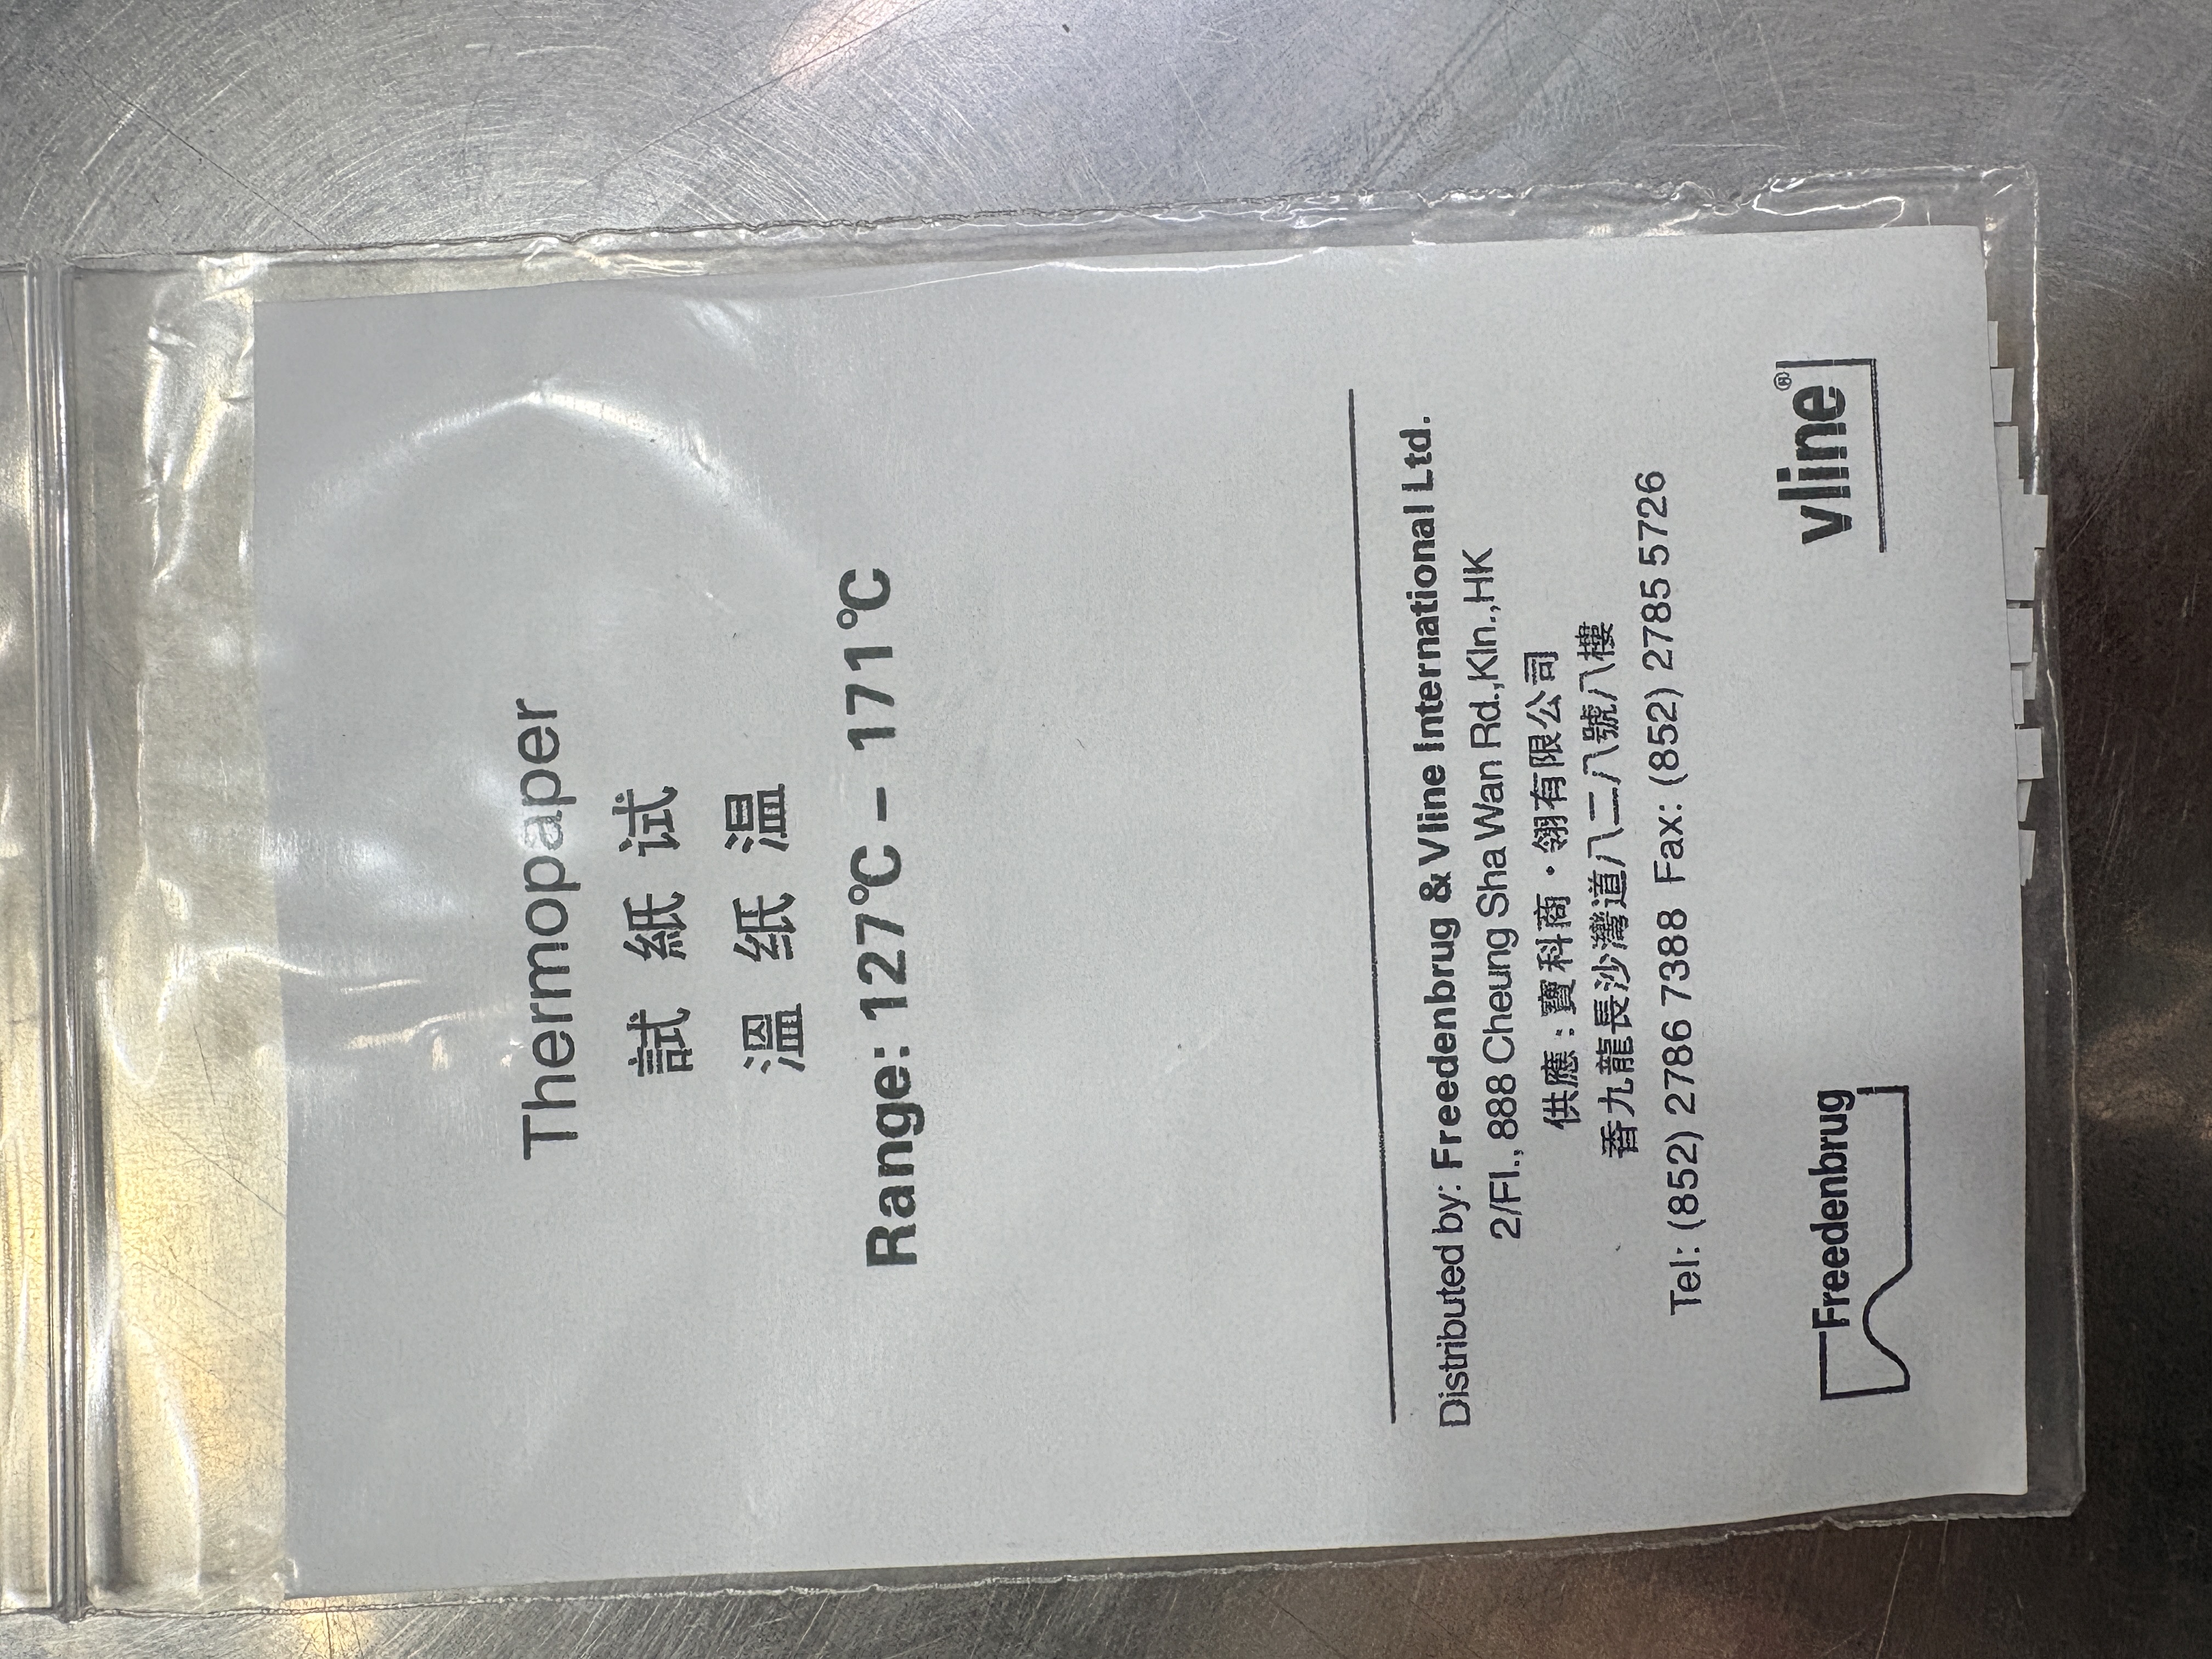 Thermopaper
試 紙 试
溫 纸 温
Range: 127°C – 171°C
Distributed by: Freedenbrug & Vline International Ltd.
2/Fl., 888 Cheung Sha Wan Rd.,Kln.,HK
供應:寶科商・翎有限公司
香九龍長沙灣道八二八號八樓
Tel: (852) 2786 7388 Fax: (852) 2785 5726
Freedenbrug
vline®